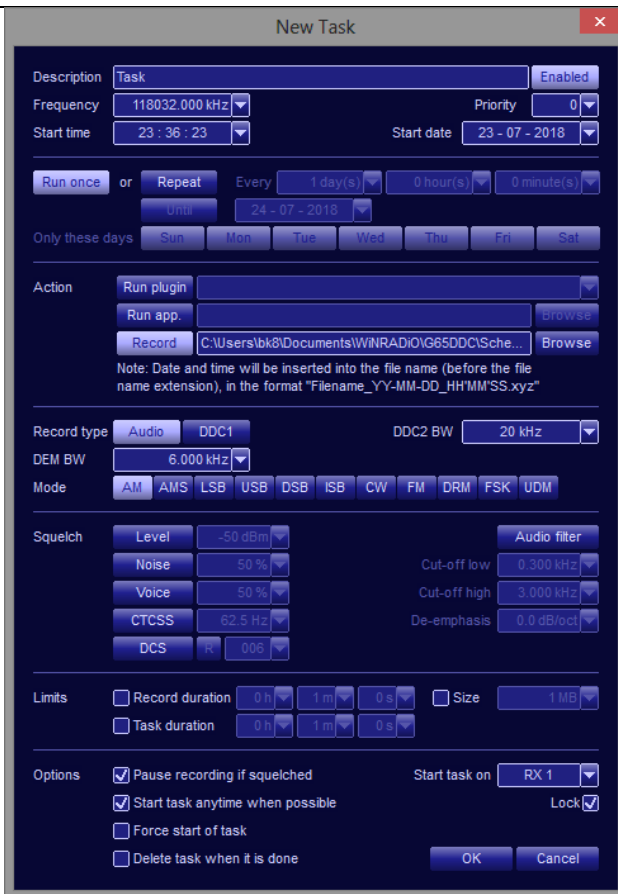 New Task
Description Task Enabled
Frequency 118032.000 kHz Priority 0
Start time 23 : 36 : 23 Start date 23 - 07 - 2018
Run once or Repeat Every 1 day(s) 0 hour(s) 0 minute(s)
Until 24 - 07 - 2018
Only these days Sun Mon Tue Wed Thu Fri Sat
Action Run plugin
Run app. Browse
Record C:\Users\bk8\Documents\WiNRADiO\G65DDC\Sche... Browse
Note: Date and time will be inserted into the file name (before the file
name extension), in the format "Filename_YY-MM-DD_HH'MM'SS.xyz"
Record type Audio DDC1 DDC2 BW 20 kHz
DEM BW 6.000 kHz
Mode AM AMS LSB USB DSB ISB CW FM DRM FSK UDM
Squelch Level -50 dBm Audio filter
Noise 50 % Cut-off low 0.300 kHz
Voice 50 % Cut-off high 3.000 kHz
CTCSS 62.5 Hz De-emphasis 0.0 dB/oct
DCS R 006
Limits Record duration 0 h 1 m 0 s Size 1 MB
Task duration 0 h 1 m 0 s
Options Pause recording if squelched Start task on RX 1
Start task anytime when possible Lock
Force start of task
Delete task when it is done OK Cancel